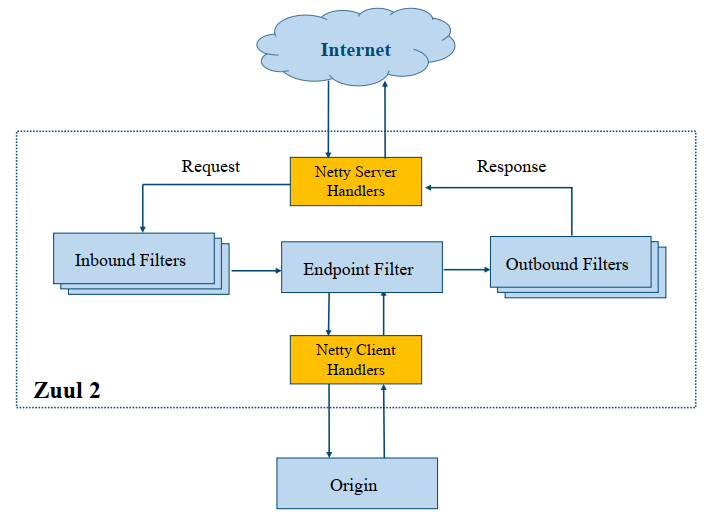 Internet
Request
Netty Server
Handlers
Response
Inbound Filters
Endpoint Filter
Outbound Filters
Netty Client
Handlers
Zuul 2
Origin